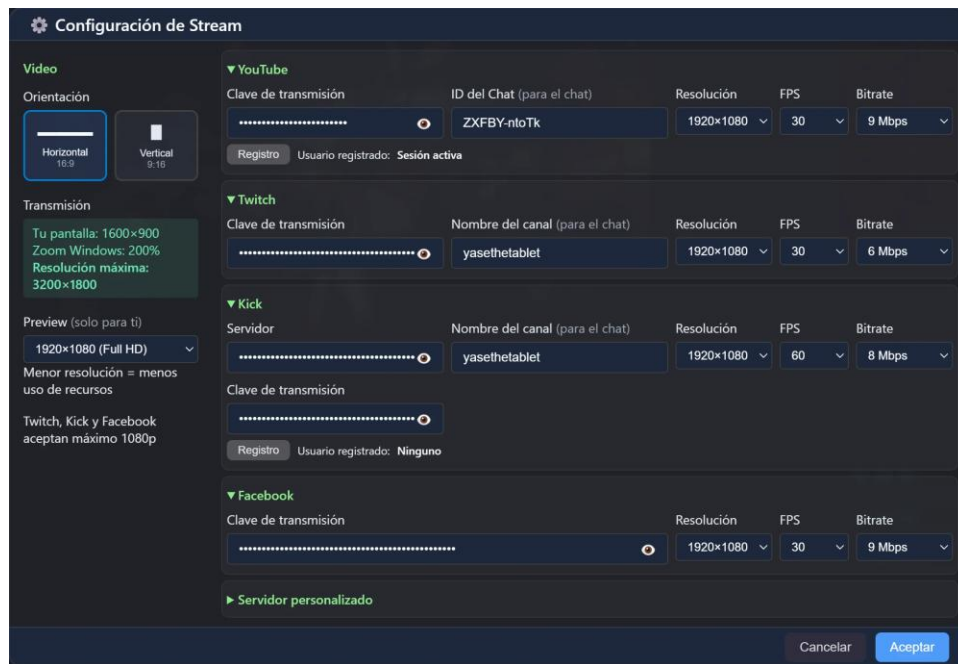 Configuración de Stream
Video
Orientación
Horizontal
16:9
Vertical
9:16
Transmisión
Tu pantalla: 1600×900
Zoom Windows: 200%
Resolución máxima:
3200×1800
Preview (solo para ti)
1920×1080 (Full HD)
Menor resolución = menos
uso de recursos
Twitch, Kick y Facebook
aceptan máximo 1080p
▼ YouTube
Clave de transmisión ID del Chat (para el chat) Resolución FPS Bitrate
•••••••••••••••••••••••• ZXFBY-ntoTk 1920×1080 30 9 Mbps
Registro Usuario registrado: Sesión activa
▼ Twitch
Clave de transmisión Nombre del canal (para el chat) Resolución FPS Bitrate
••••••••••••••••••••••••••••••••••••••• yasethetablet 1920×1080 30 6 Mbps
▼ Kick
Servidor Nombre del canal (para el chat) Resolución FPS Bitrate
••••••••••••••••••••••••••••••••••••••• yasethetablet 1920×1080 60 8 Mbps
Clave de transmisión
•••••••••••••••••••••••••••••••••••••••
Registro Usuario registrado: Ninguno
▼ Facebook
Clave de transmisión Resolución FPS Bitrate
•••••••••••••••••••••••••••••••••••••••••••••••• 1920×1080 30 9 Mbps
▶ Servidor personalizado
Cancelar Aceptar